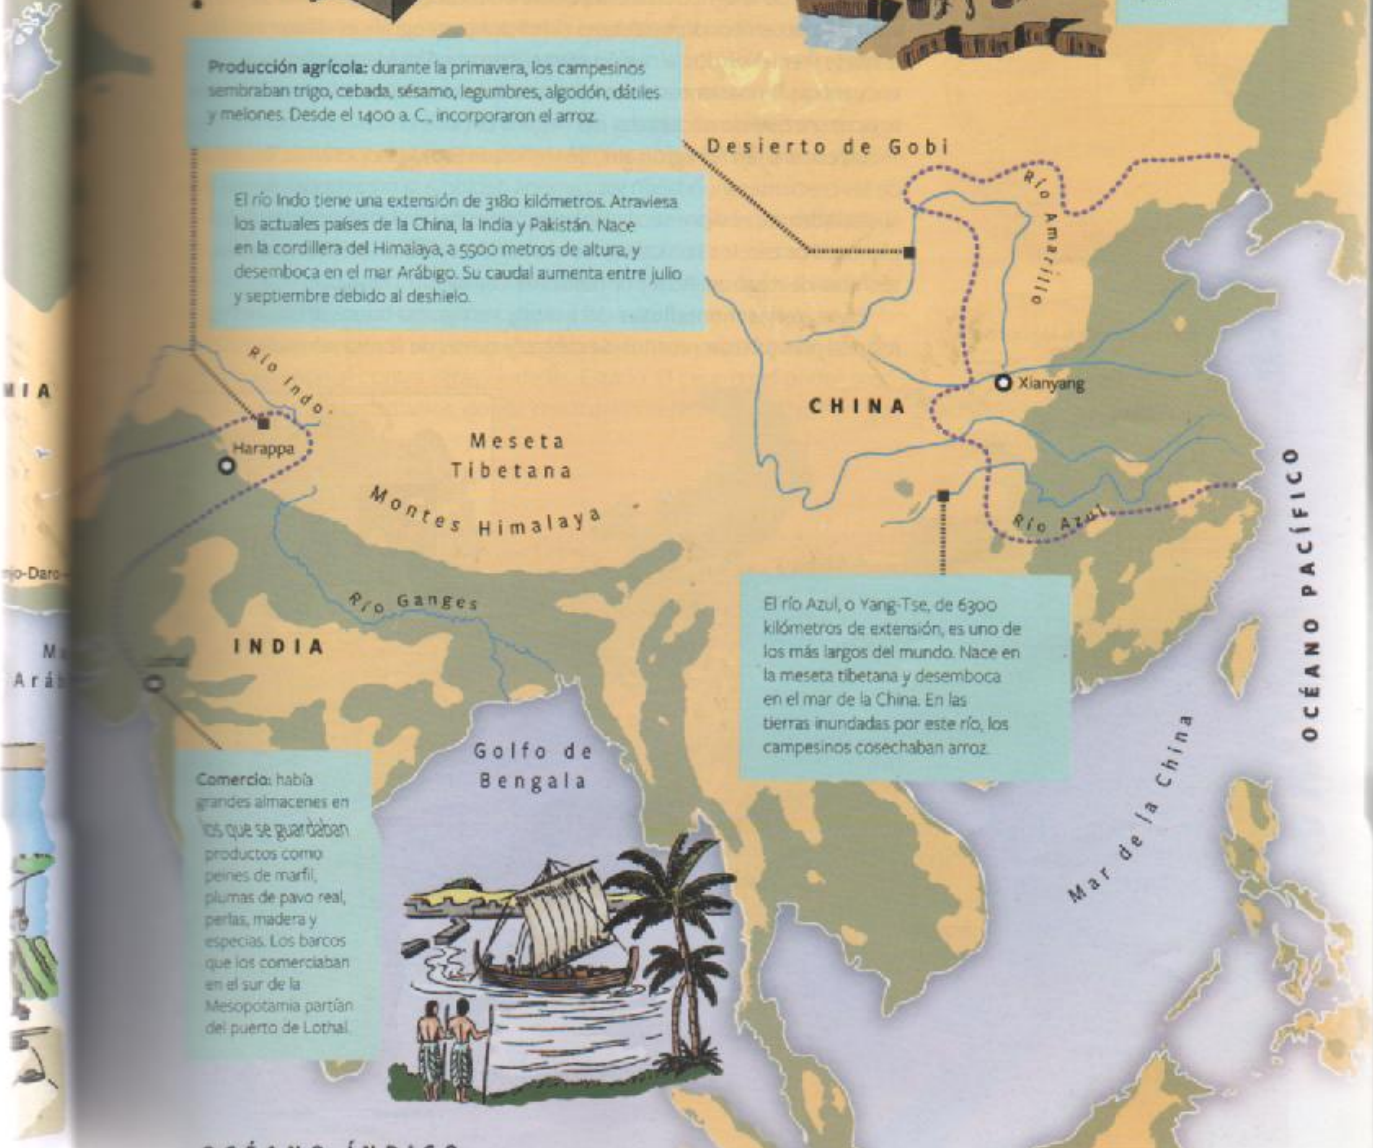 Producción agrícola: durante la primavera, los campesinos
sembraban trigo, cebada, sésamo, legumbres, algodón, dátiles
y melones. Desde el 1400 a. C., incorporaron el arroz.
Desierto de Gobi
El río Indo tiene una extensión de 3180 kilómetros. Atraviesa
los actuales países de la China, la India y Pakistán. Nace
en la cordillera del Himalaya, a 5500 metros de altura, y
desemboca en el mar Arábigo. Su caudal aumenta entre julio
y septiembre debido al deshielo.
Río Amarillo
Río Indo
MIA
Xianyang
CHINA
Harappa
Meseta
Tibetana
Montes Himalaya
Río Azul
OCÉANO PACÍFICO
njo-Daro
Río Ganges
INDIA
El río Azul, o Yang-Tse, de 6300
kilómetros de extensión, es uno de
los más largos del mundo. Nace en
la meseta tibetana y desemboca
en el mar de la China. En las
tierras inundadas por este río, los
campesinos cosechaban arroz.
Ma
Aráb
Golfo de
Bengala
Mar de la China
Comercio: había
grandes almacenes en
los que se guardaban
productos como
peines de marfil,
plumas de pavo real,
perlas, madera y
especias. Los barcos
que los comerciaban
en el sur de la
Mesopotamia partían
del puerto de Lothal.
OCÉANO ÍNDICO